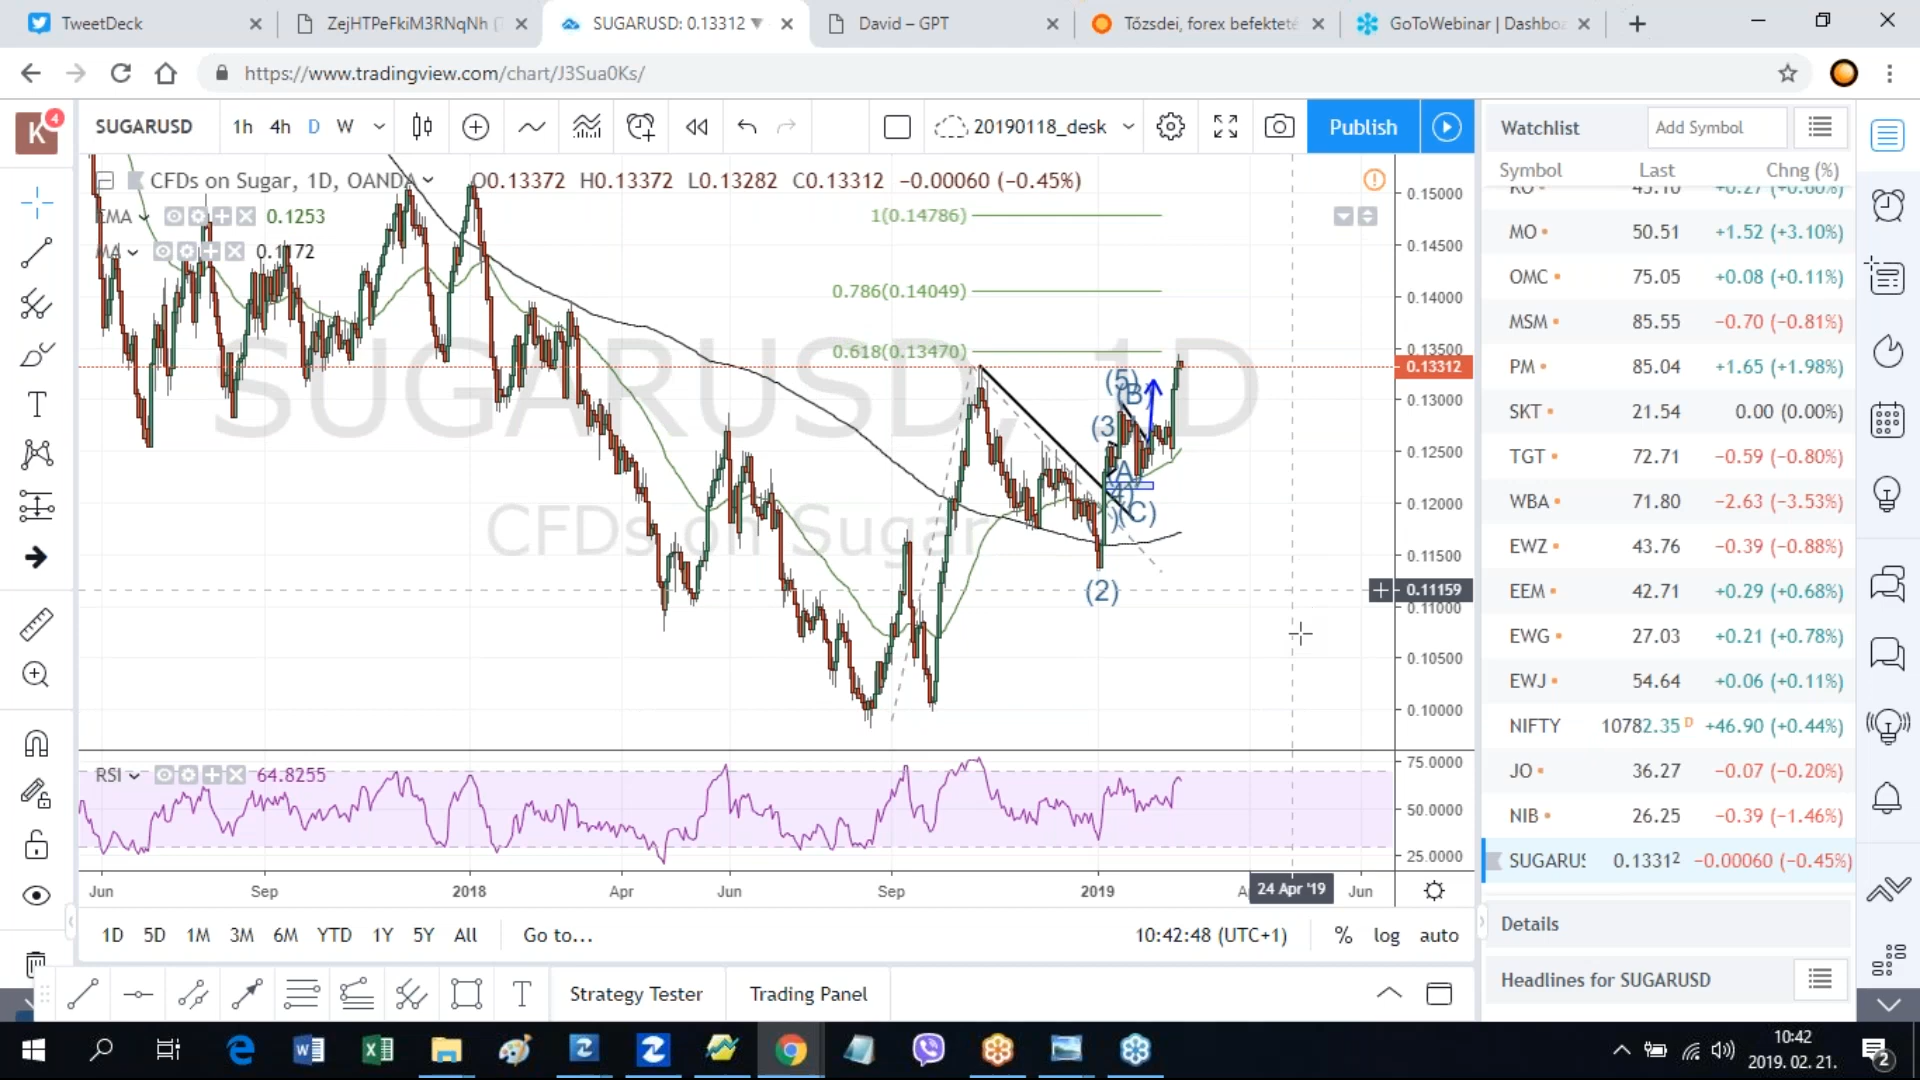 TweetDeck
ZejHTPeFkiM3RNqNh (
SUGARUSD: 0.13312 ▼
David – GPT
Tőzsdei, forex befekteté
GoToWebinar | Dashboa
https://www.tradingview.com/chart/J3Sua0Ks/
K 4
SUGARUSD
1h 4h D W
20190118_desk
Publish
CFDs on Sugar, 1D, OANDA O0.13372 H0.13372 L0.13282 C0.13312 −0.00060 (−0.45%)
EMA 0.1253
MA 0.1172
SUGARUSD, 1D
CFDs on Sugar
1(0.14786)
0.786(0.14049)
0.618(0.13470)
(5)
(B)
(3
(A)
(C)
(2)
0.15000
0.14500
0.14000
0.13500
0.13312
0.13000
0.12500
0.12000
0.11500
0.11159
0.11000
0.10500
0.10000
RSI 64.8255
75.0000
50.0000
25.0000
Jun Sep 2018 Apr Jun Sep 2019 A 24 Apr '19 Jun
1D 5D 1M 3M 6M YTD 1Y 5Y All Go to...
10:42:48 (UTC+1) % log auto
Strategy Tester
Trading Panel
Watchlist
Add Symbol
Symbol Last Chng (%)
KO 45.10 +0.27 (+0.60%)
MO 50.51 +1.52 (+3.10%)
OMC 75.05 +0.08 (+0.11%)
MSM 85.55 −0.70 (−0.81%)
PM 85.04 +1.65 (+1.98%)
SKT 21.54 0.00 (0.00%)
TGT 72.71 −0.59 (−0.80%)
WBA 71.80 −2.63 (−3.53%)
EWZ 43.76 −0.39 (−0.88%)
EEM 42.71 +0.29 (+0.68%)
EWG 27.03 +0.21 (+0.78%)
EWJ 54.64 +0.06 (+0.11%)
NIFTY 10782.35 D +46.90 (+0.44%)
JO 36.27 −0.07 (−0.20%)
NIB 26.25 −0.39 (−1.46%)
SUGARUS 0.13312 −0.00060 (−0.45%)
Details
Headlines for SUGARUSD
10:42
2019. 02. 21.
2